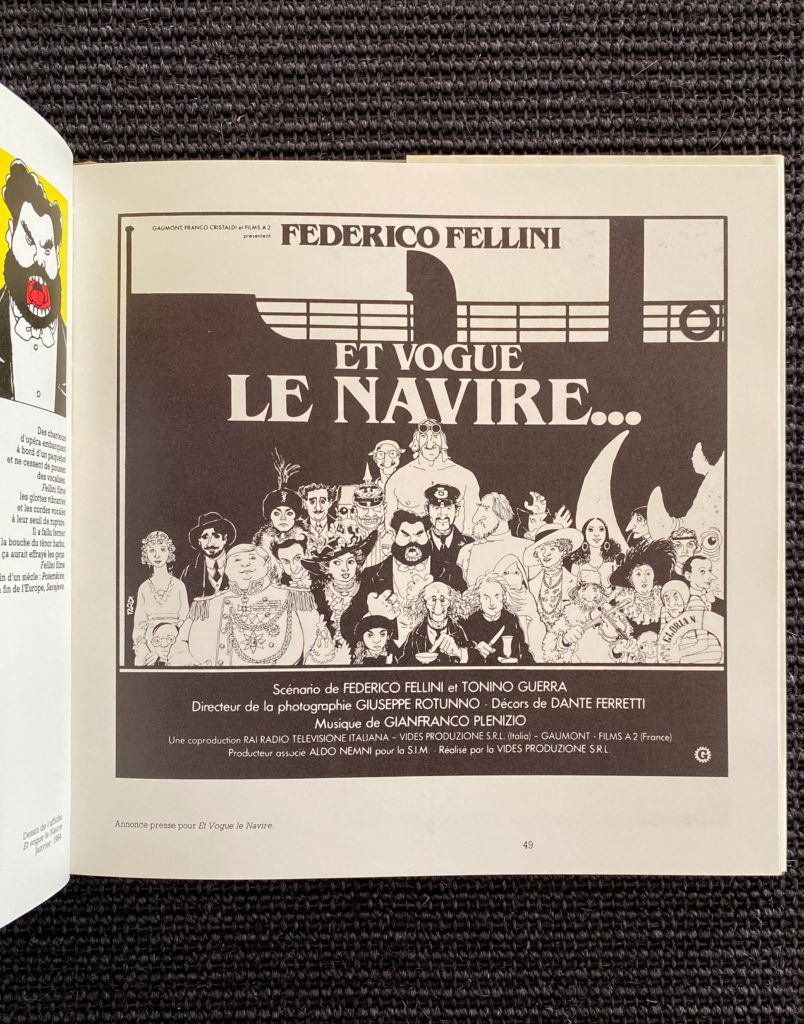 Des chanteurs
d'opéra embarquent
à bord d'un paquebot
et ne cessent de pousser
des vocalises.
Fellini filme
les glottes vibrantes
et les cordes vocales
à leur seuil de rupture.
Il a fallu fermer
la bouche du ténor barbu,
ça aurait effrayé les gens.
Fellini filme
fin d'un siècle : Potemkine,
fin de l'Europe, Sarajevo.
Dessin de l'affiche
Et vogue le Navire
Janvier 1984.
GAUMONT, FRANCO CRISTALDI et FILMS A 2
présentent
FEDERICO FELLINI
ET VOGUE
LE NAVIRE...
TARDI
GLORIA N
Scénario de FEDERICO FELLINI et TONINO GUERRA
Directeur de la photographie GIUSEPPE ROTUNNO · Décors de DANTE FERRETTI
Musique de GIANFRANCO PLENIZIO
Une coproduction RAI RADIO TELEVISIONE ITALIANA – VIDES PRODUZIONE S.R.L. (Italia) – GAUMONT - FILMS A 2 (France)
Producteur associé ALDO NEMNI pour la S.I.M. · Réalisé par la VIDES PRODUZIONE S.R.L.
G
Annonce presse pour Et Vogue le Navire.
49